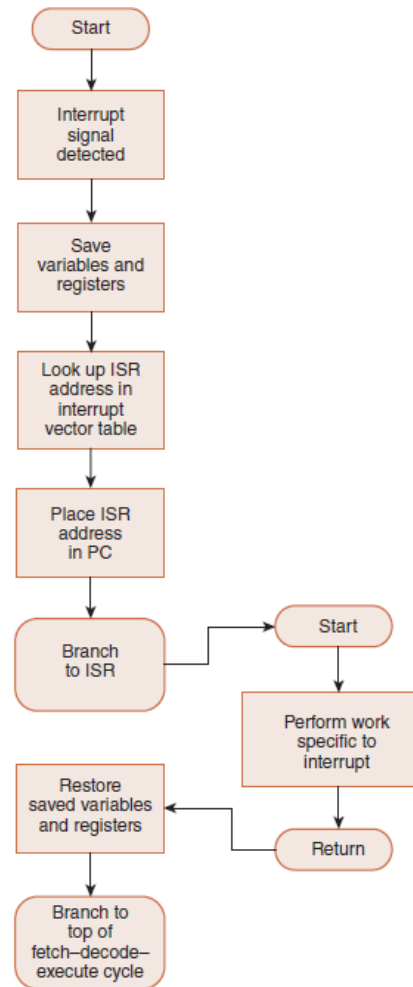 Start
Interrupt
signal
detected
Save
variables and
registers
Look up ISR
address in
interrupt
vector table
Place ISR
address
in PC
Branch
to ISR
Start
Perform work
specific to
interrupt
Return
Restore
saved variables
and registers
Branch to
top of
fetch–decode–
execute cycle